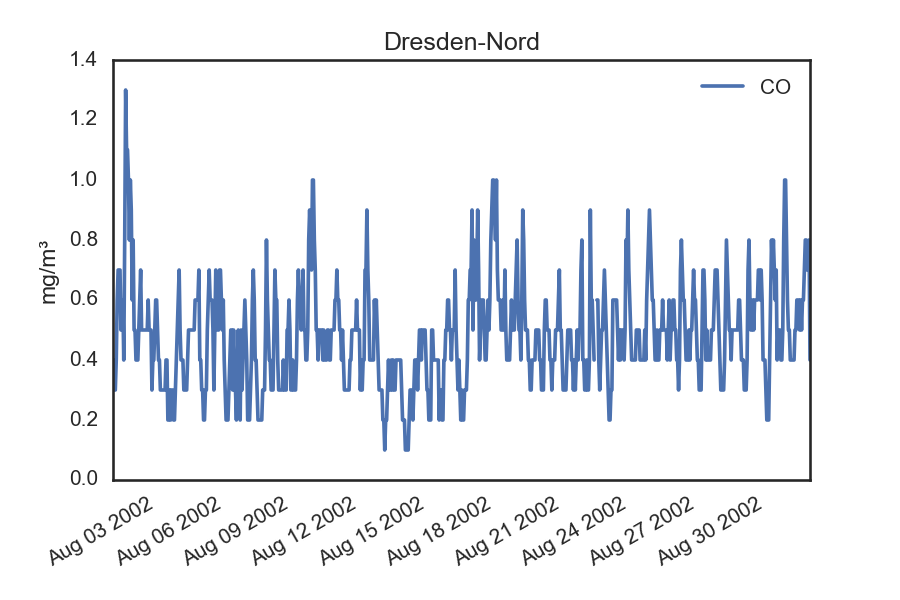 Dresden-Nord
1.4
1.2
1.0
0.8
0.6
0.4
0.2
0.0
mg/m³
CO
Aug 03 2002
Aug 06 2002
Aug 09 2002
Aug 12 2002
Aug 15 2002
Aug 18 2002
Aug 21 2002
Aug 24 2002
Aug 27 2002
Aug 30 2002